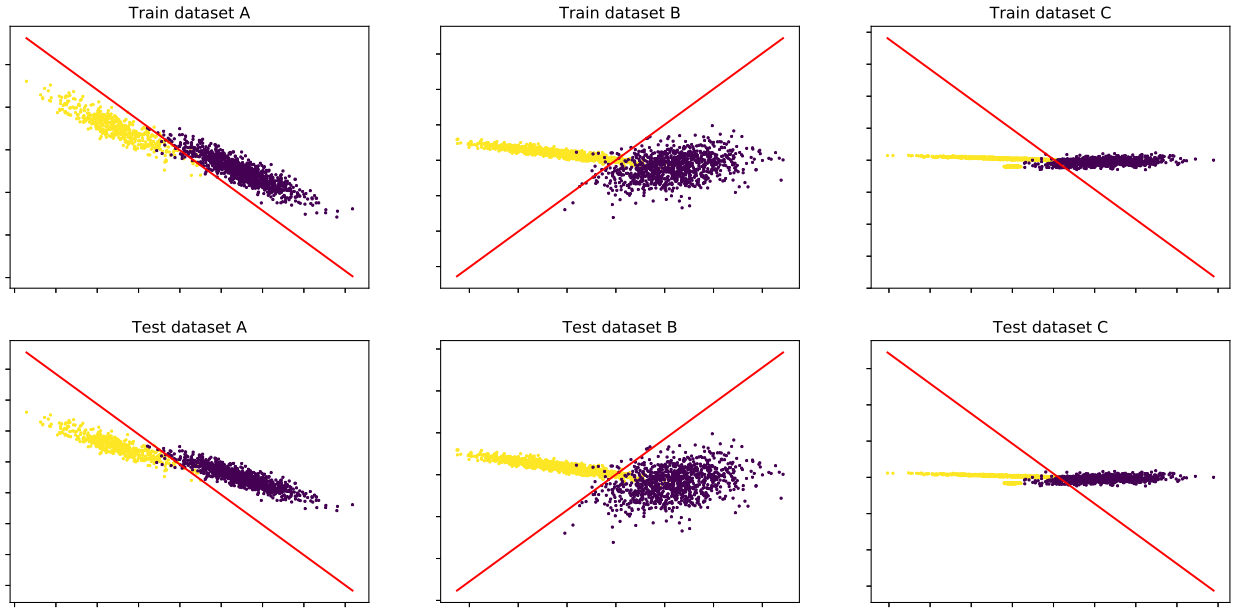 Train dataset A
Train dataset B
Train dataset C
Test dataset A
Test dataset B
Test dataset C